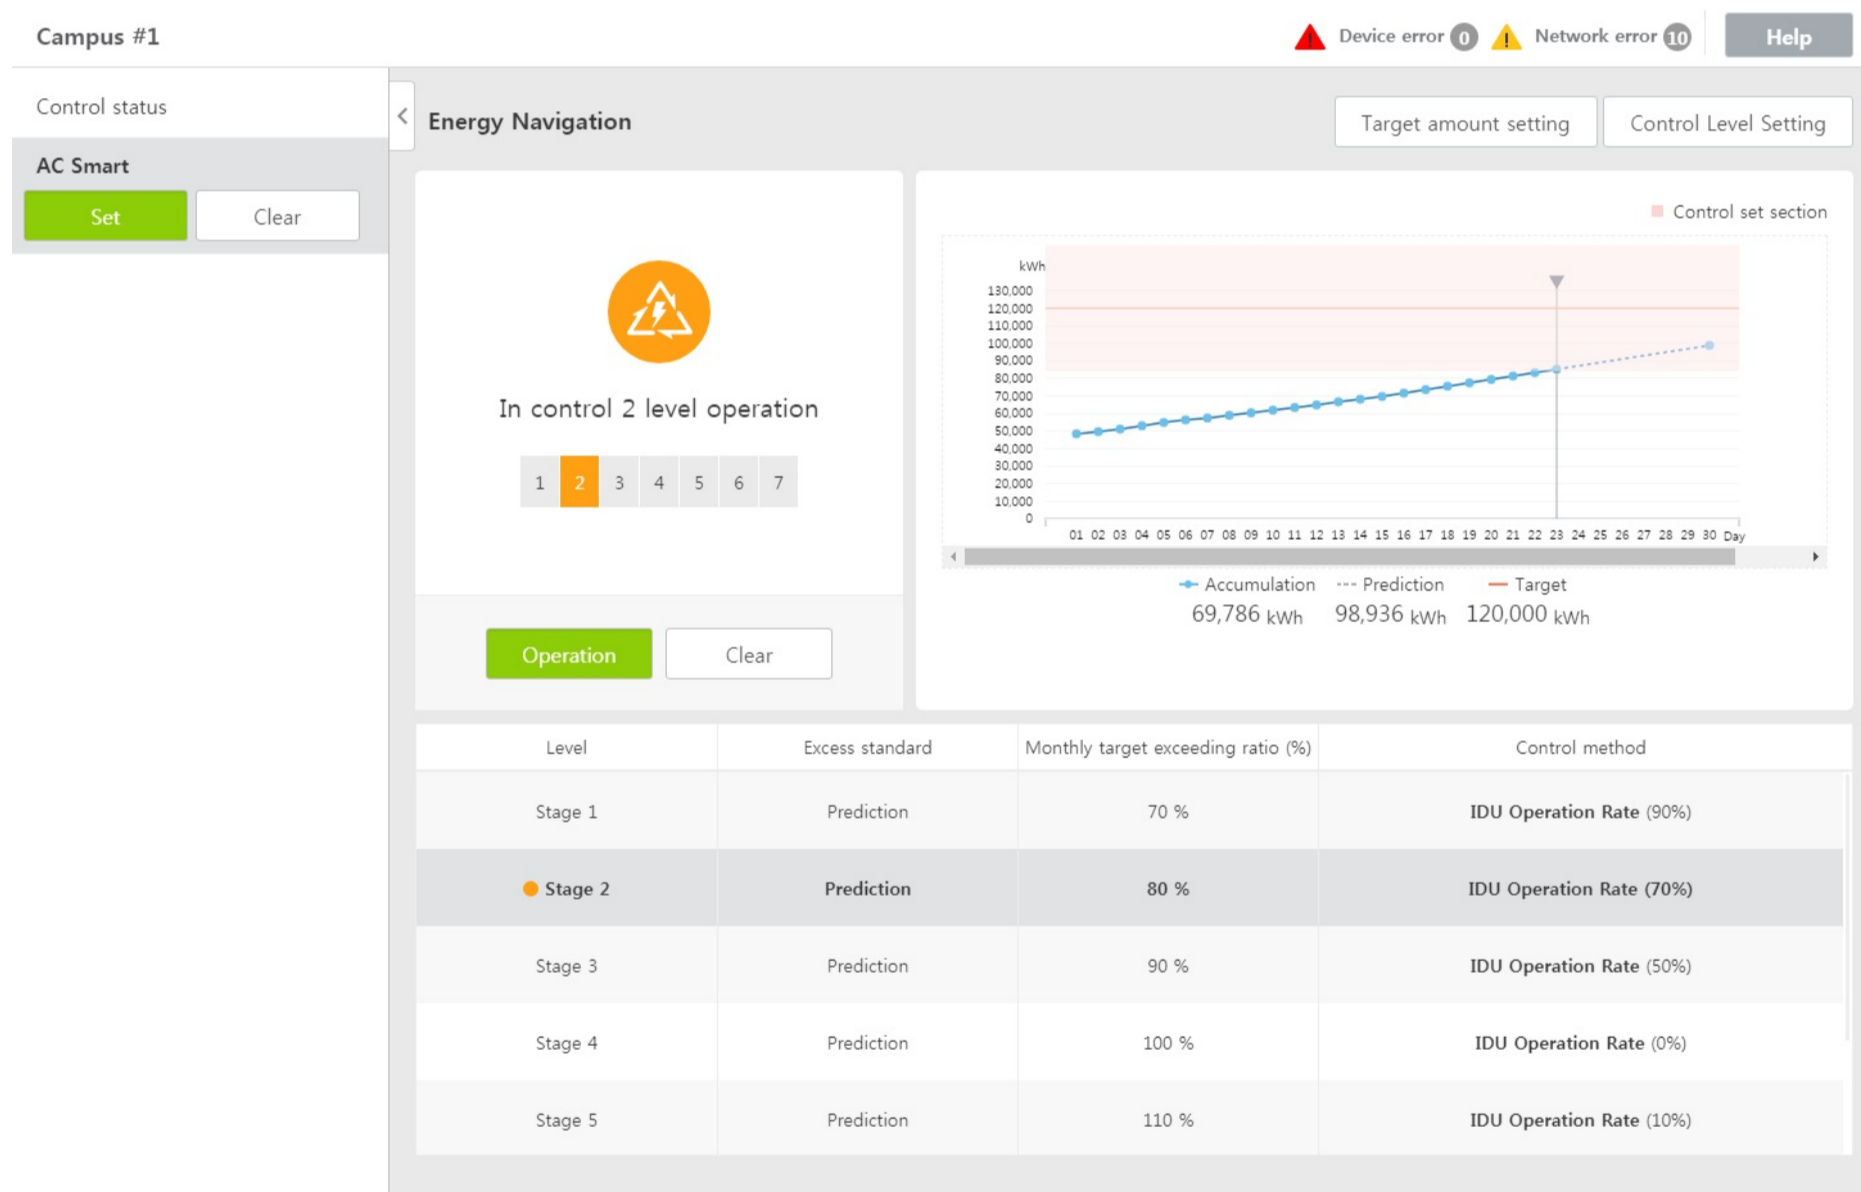 Campus #1
Device error 0
Network error 10
Help
Control status
AC Smart
Set
Clear
<
Energy Navigation
Target amount setting
Control Level Setting
In control 2 level operation
1 2 3 4 5 6 7
Operation
Clear
Control set section
kWh
130,000
120,000
110,000
100,000
90,000
80,000
70,000
60,000
50,000
40,000
30,000
20,000
10,000
0
01 02 03 04 05 06 07 08 09 10 11 12 13 14 15 16 17 18 19 20 21 22 23 24 25 26 27 28 29 30 Day
Accumulation
Prediction
Target
69,786 kWh
98,936 kWh
120,000 kWh
Level Excess standard Monthly target exceeding ratio (%) Control method
Stage 1 Prediction 70 % IDU Operation Rate (90%)
Stage 2 Prediction 80 % IDU Operation Rate (70%)
Stage 3 Prediction 90 % IDU Operation Rate (50%)
Stage 4 Prediction 100 % IDU Operation Rate (0%)
Stage 5 Prediction 110 % IDU Operation Rate (10%)